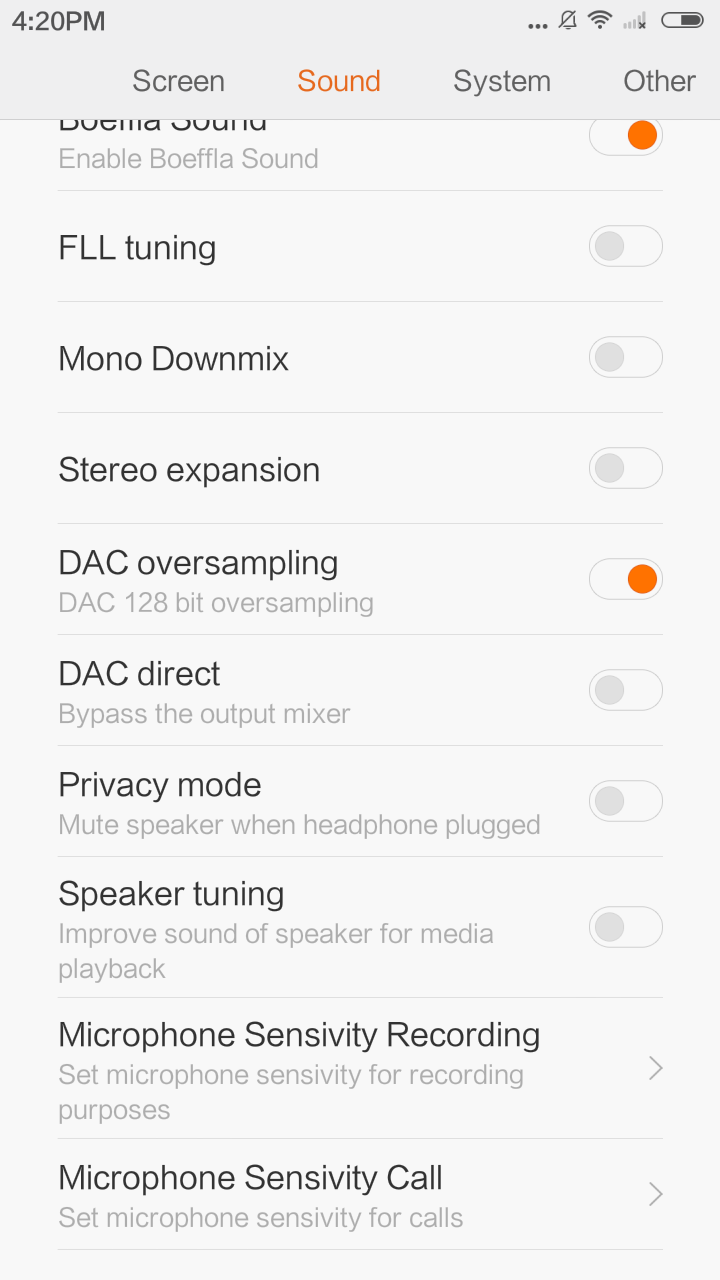 4:20PM
Screen Sound System Other
Boeffla Sound
Enable Boeffla Sound
FLL tuning
Mono Downmix
Stereo expansion
DAC oversampling
DAC 128 bit oversampling
DAC direct
Bypass the output mixer
Privacy mode
Mute speaker when headphone plugged
Speaker tuning
Improve sound of speaker for media
playback
Microphone Sensivity Recording
Set microphone sensivity for recording
purposes
Microphone Sensivity Call
Set microphone sensivity for calls